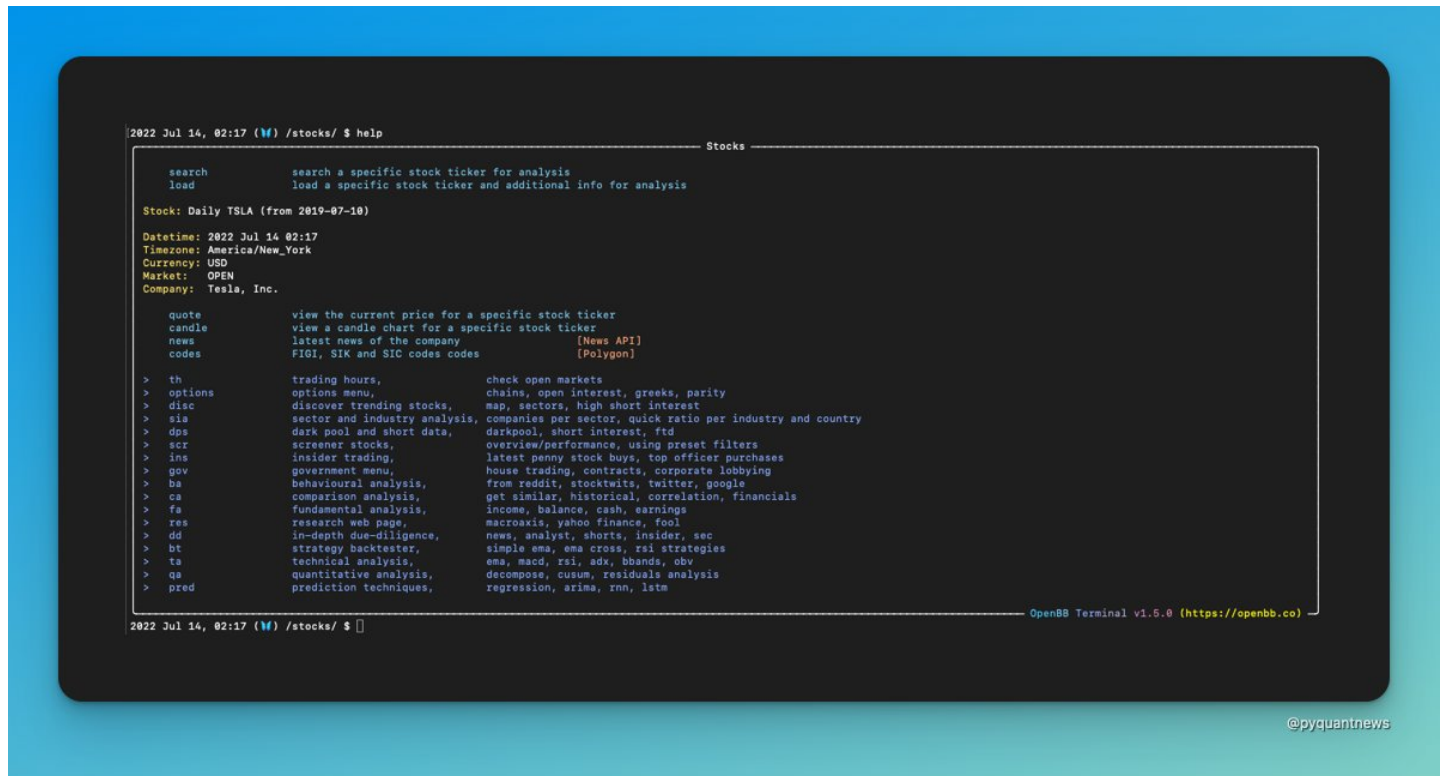 2022 Jul 14, 02:17 (🦋) /stocks/ $ help
Stocks
search search a specific stock ticker for analysis
load load a specific stock ticker and additional info for analysis
Stock: Daily TSLA (from 2019-07-10)
Datetime: 2022 Jul 14 02:17
Timezone: America/New_York
Currency: USD
Market: OPEN
Company: Tesla, Inc.
quote view the current price for a specific stock ticker
candle view a candle chart for a specific stock ticker
news latest news of the company [News API]
codes FIGI, SIK and SIC codes codes [Polygon]
> th trading hours, check open markets
> options options menu, chains, open interest, greeks, parity
> disc discover trending stocks, map, sectors, high short interest
> sia sector and industry analysis, companies per sector, quick ratio per industry and country
> dps dark pool and short data, darkpool, short interest, ftd
> scr screener stocks, overview/performance, using preset filters
> ins insider trading, latest penny stock buys, top officer purchases
> gov government menu, house trading, contracts, corporate lobbying
> ba behavioural analysis, from reddit, stocktwits, twitter, google
> ca comparison analysis, get similar, historical, correlation, financials
> fa fundamental analysis, income, balance, cash, earnings
> res research web page, macroaxis, yahoo finance, fool
> dd in-depth due-diligence, news, analyst, shorts, insider, sec
> bt strategy backtester, simple ema, ema cross, rsi strategies
> ta technical analysis, ema, macd, rsi, adx, bbands, obv
> qa quantitative analysis, decompose, cusum, residuals analysis
> pred prediction techniques, regression, arima, rnn, lstm
OpenBB Terminal v1.5.0 (https://openbb.co)
2022 Jul 14, 02:17 (🦋) /stocks/ $
@pyquantnews